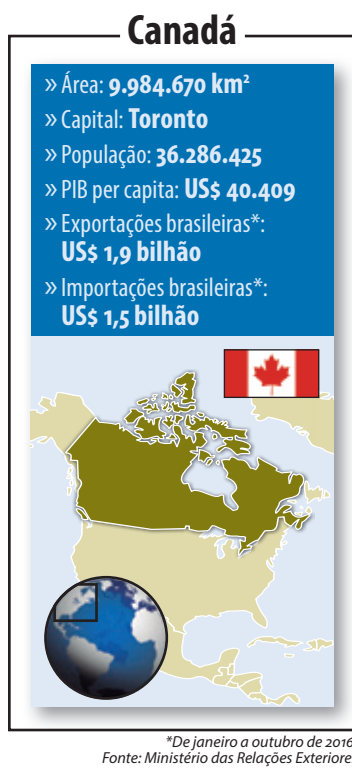 Canadá
» Área: 9.984.670 km²
» Capital: Toronto
» População: 36.286.425
» PIB per capita: US$ 40.409
» Exportações brasileiras*:
US$ 1,9 bilhão
» Importações brasileiras*:
US$ 1,5 bilhão
*De janeiro a outubro de 2016
Fonte: Ministério das Relações Exteriore